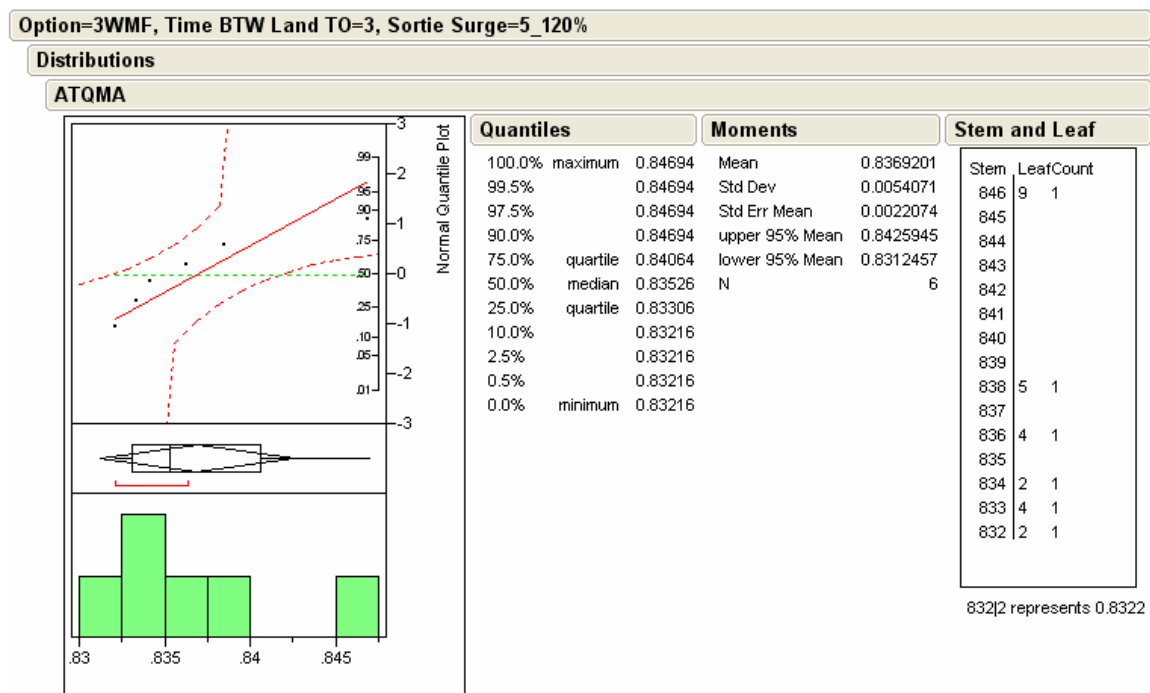 Option=3WMF, Time BTW Land TO=3, Sortie Surge=5_120%
Distributions
ATQMA
3
2
1
0
-1
-2
-3
.99
.95
.90
.75
.50
.25
.10
.05
.01
Normal Quantile Plot
.83 .835 .84 .845
Quantiles
100.0% maximum 0.84694
99.5% 0.84694
97.5% 0.84694
90.0% 0.84694
75.0% quartile 0.84064
50.0% median 0.83526
25.0% quartile 0.83306
10.0% 0.83216
2.5% 0.83216
0.5% 0.83216
0.0% minimum 0.83216
Moments
Mean 0.8369201
Std Dev 0.0054071
Std Err Mean 0.0022074
upper 95% Mean 0.8425945
lower 95% Mean 0.8312457
N 6
Stem and Leaf
Stem LeafCount
846 9 1
845
844
843
842
841
840
839
838 5 1
837
836 4 1
835
834 2 1
833 4 1
832 2 1
832|2 represents 0.8322